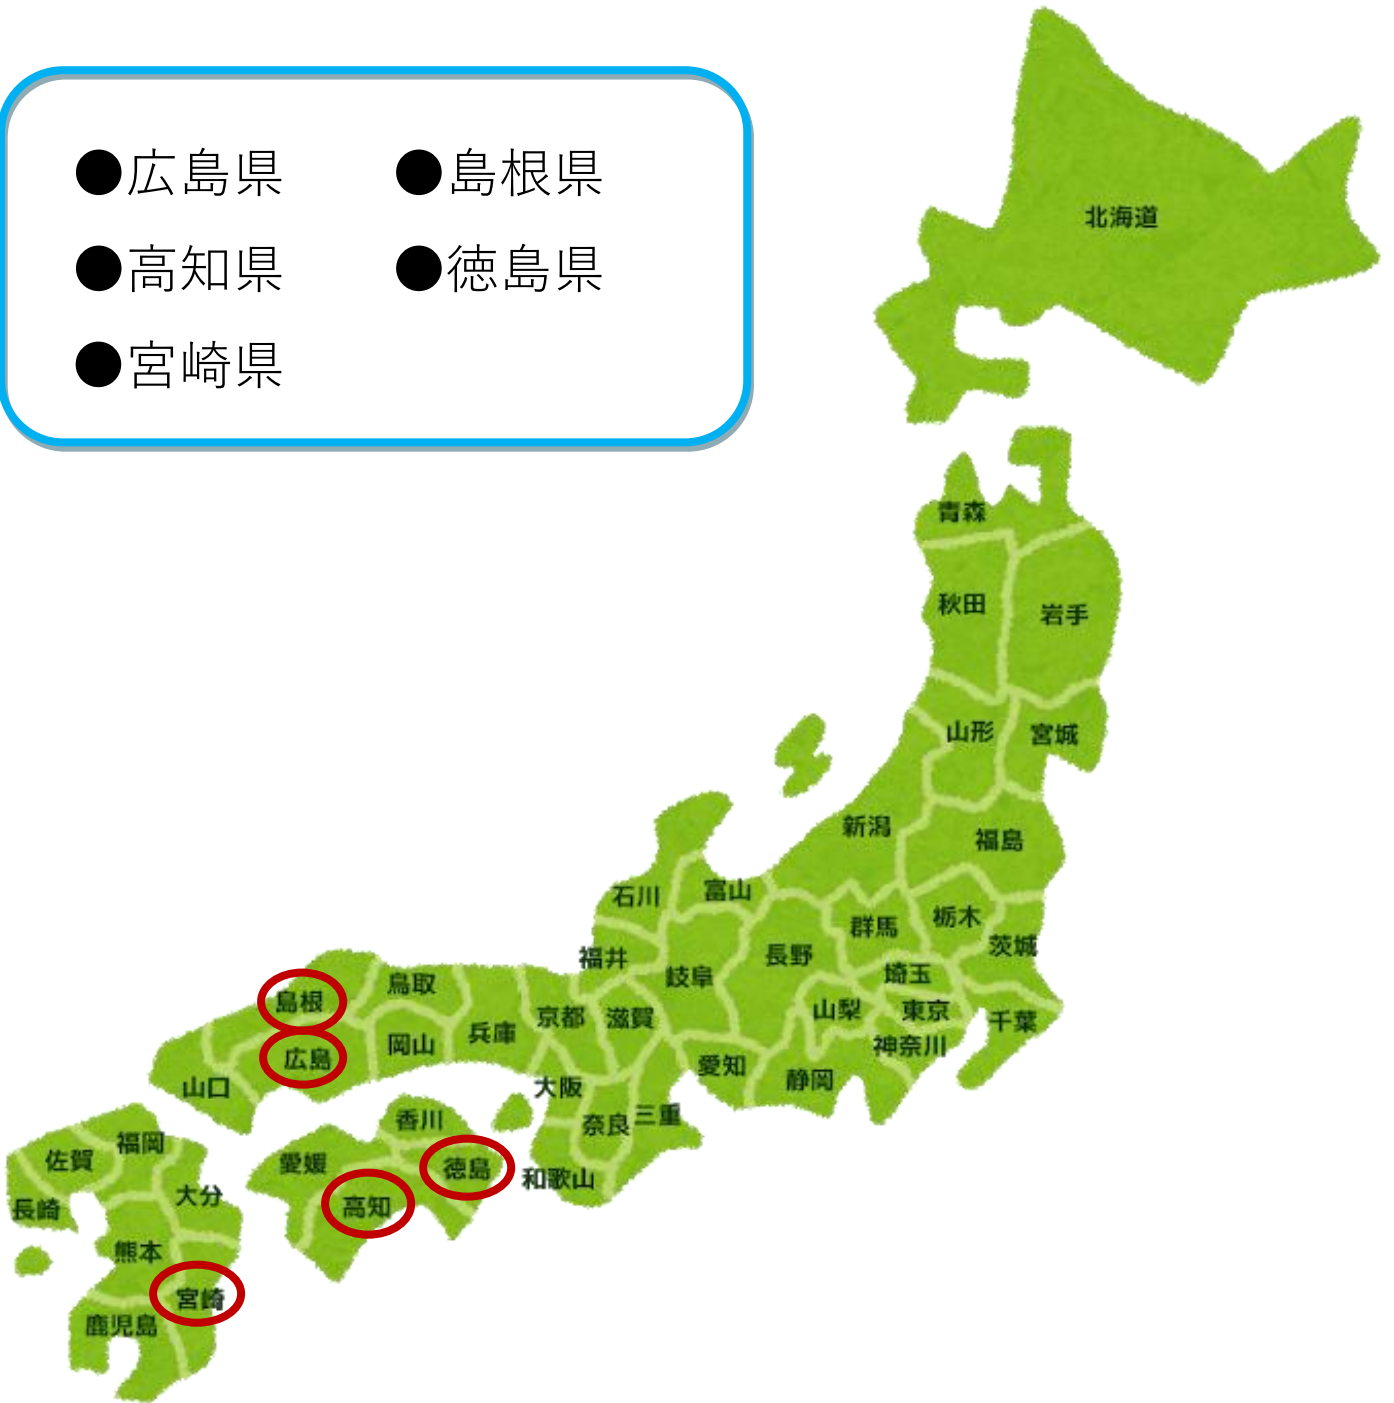 ●広島県 ●島根県
●高知県 ●徳島県
●宮崎県
北海道
青森
秋田
岩手
山形
宮城
新潟
福島
石川
富山
群馬
栃木
茨城
福井
岐阜
長野
埼玉
島根
鳥取
山梨
東京
京都
滋賀
千葉
兵庫
岡山
広島
神奈川
愛知
静岡
山口
大阪
香川
奈良
三重
福岡
佐賀
愛媛
徳島
和歌山
大分
長崎
高知
熊本
宮崎
鹿児島